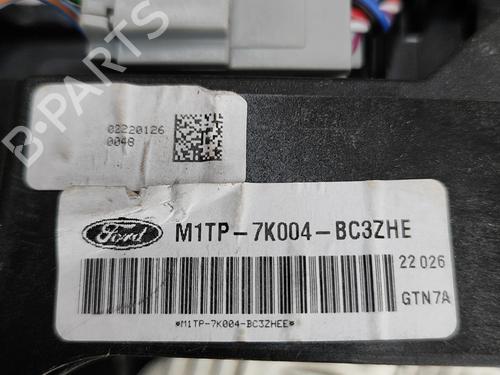 02220126
0048
Ford
M1TP-7K004-BC3ZHE
22 026
GTN7A
*M1TP-7K004-BC3ZHEE*
B-PARTS